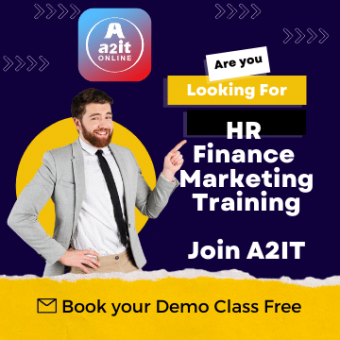 A
a2it
ONLINE
Are you
Looking For
HR
Finance
Marketing
Training
Join A2IT
Book your Demo Class Free